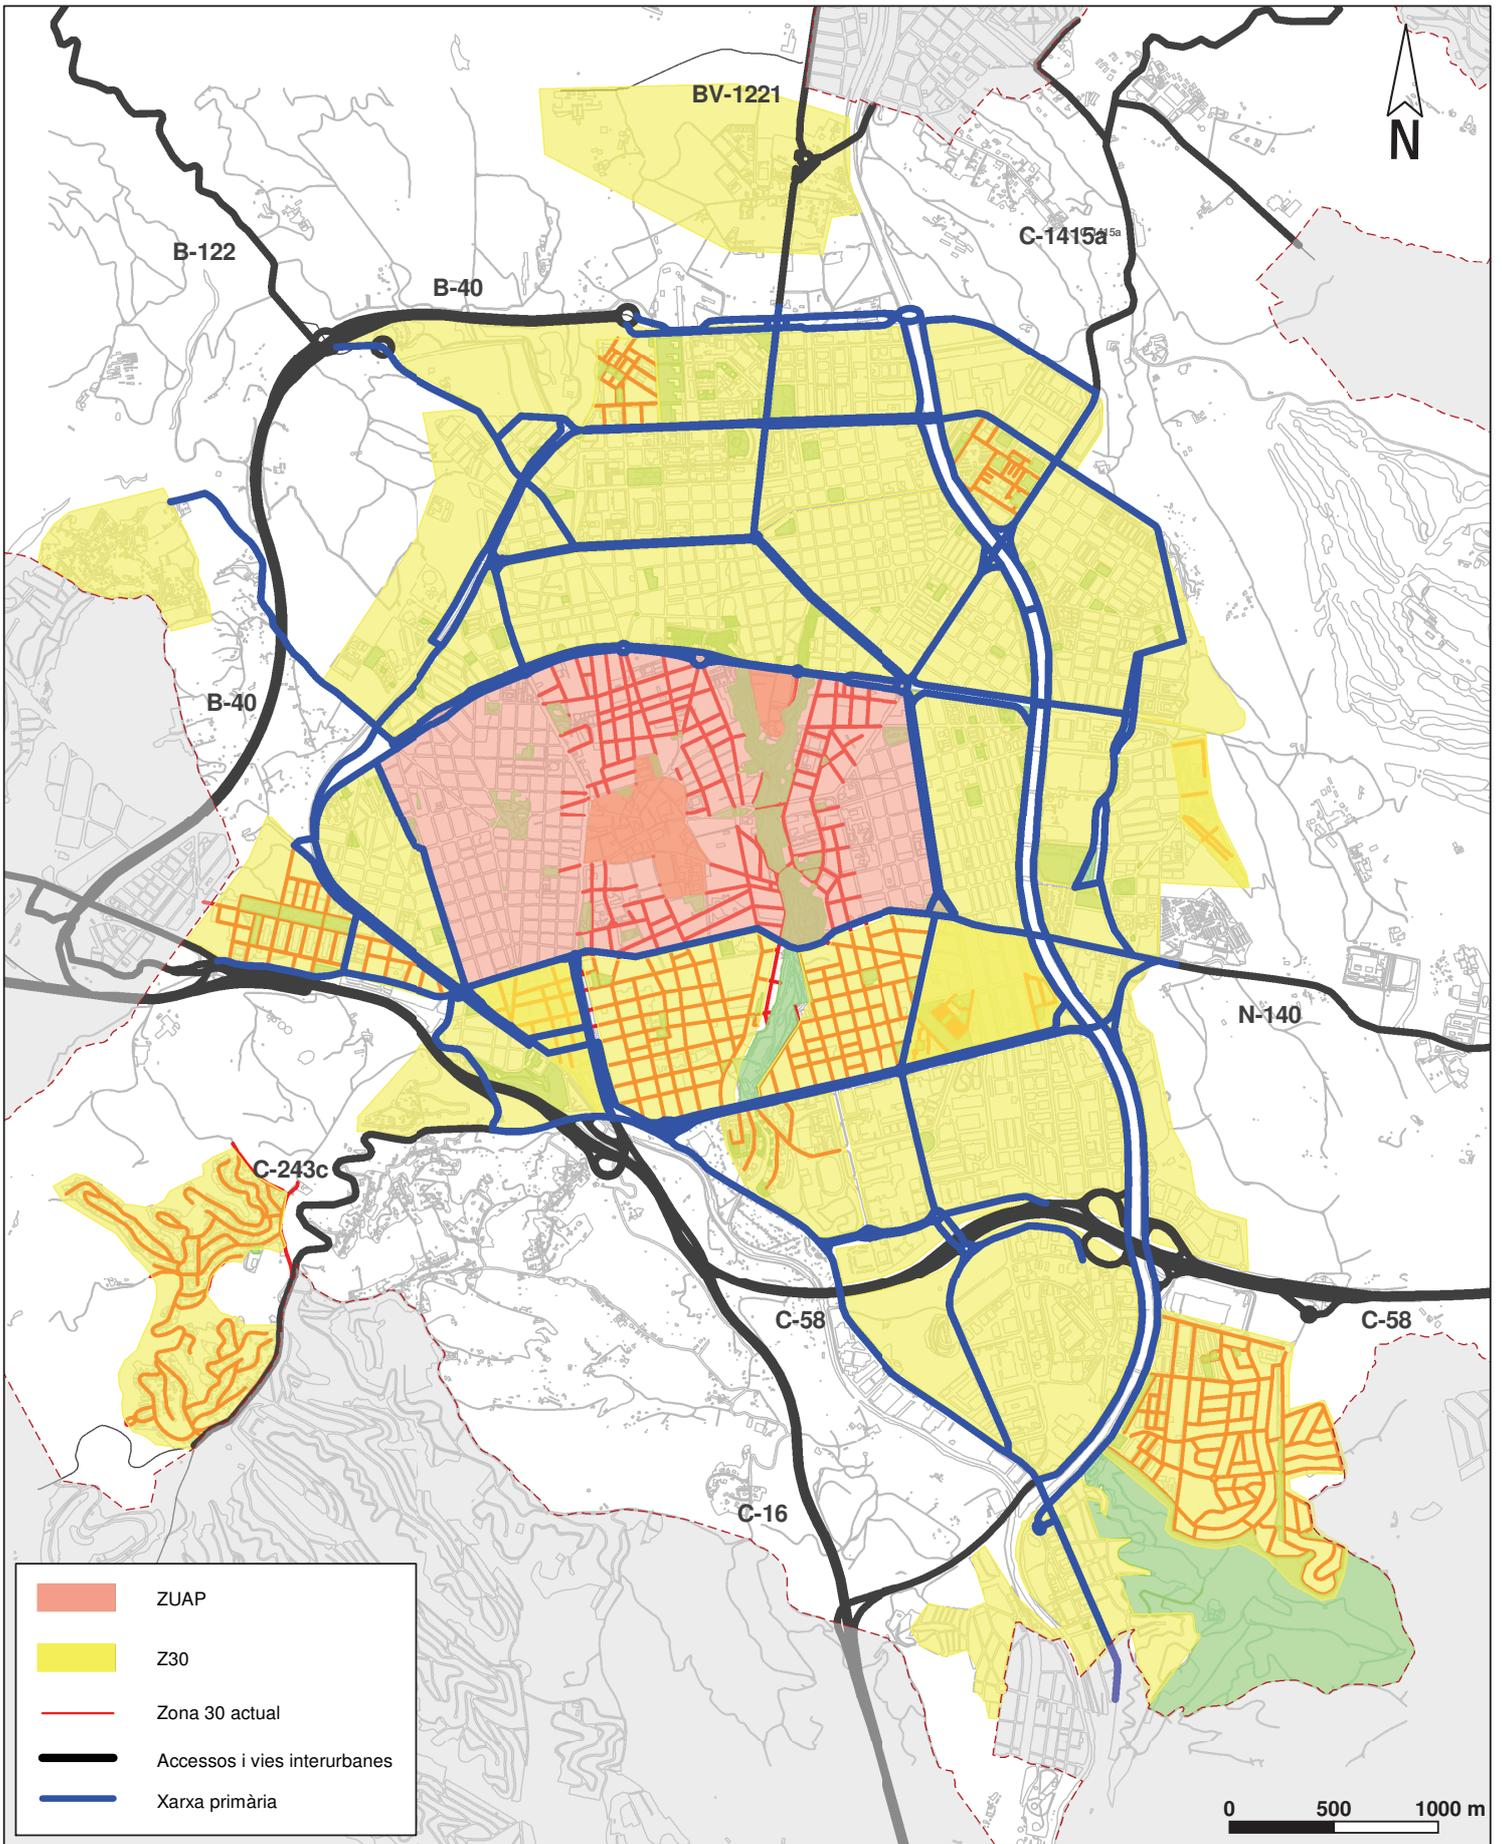 BV-1221
N
C-1415a
C-1415a
B-122
B-40
B-40
N-140
C-243c
C-58
C-58
C-16
ZUAP
Z30
Zona 30 actual
Accessos i vies interurbanes
Xarxa primària
0 500 1000 m